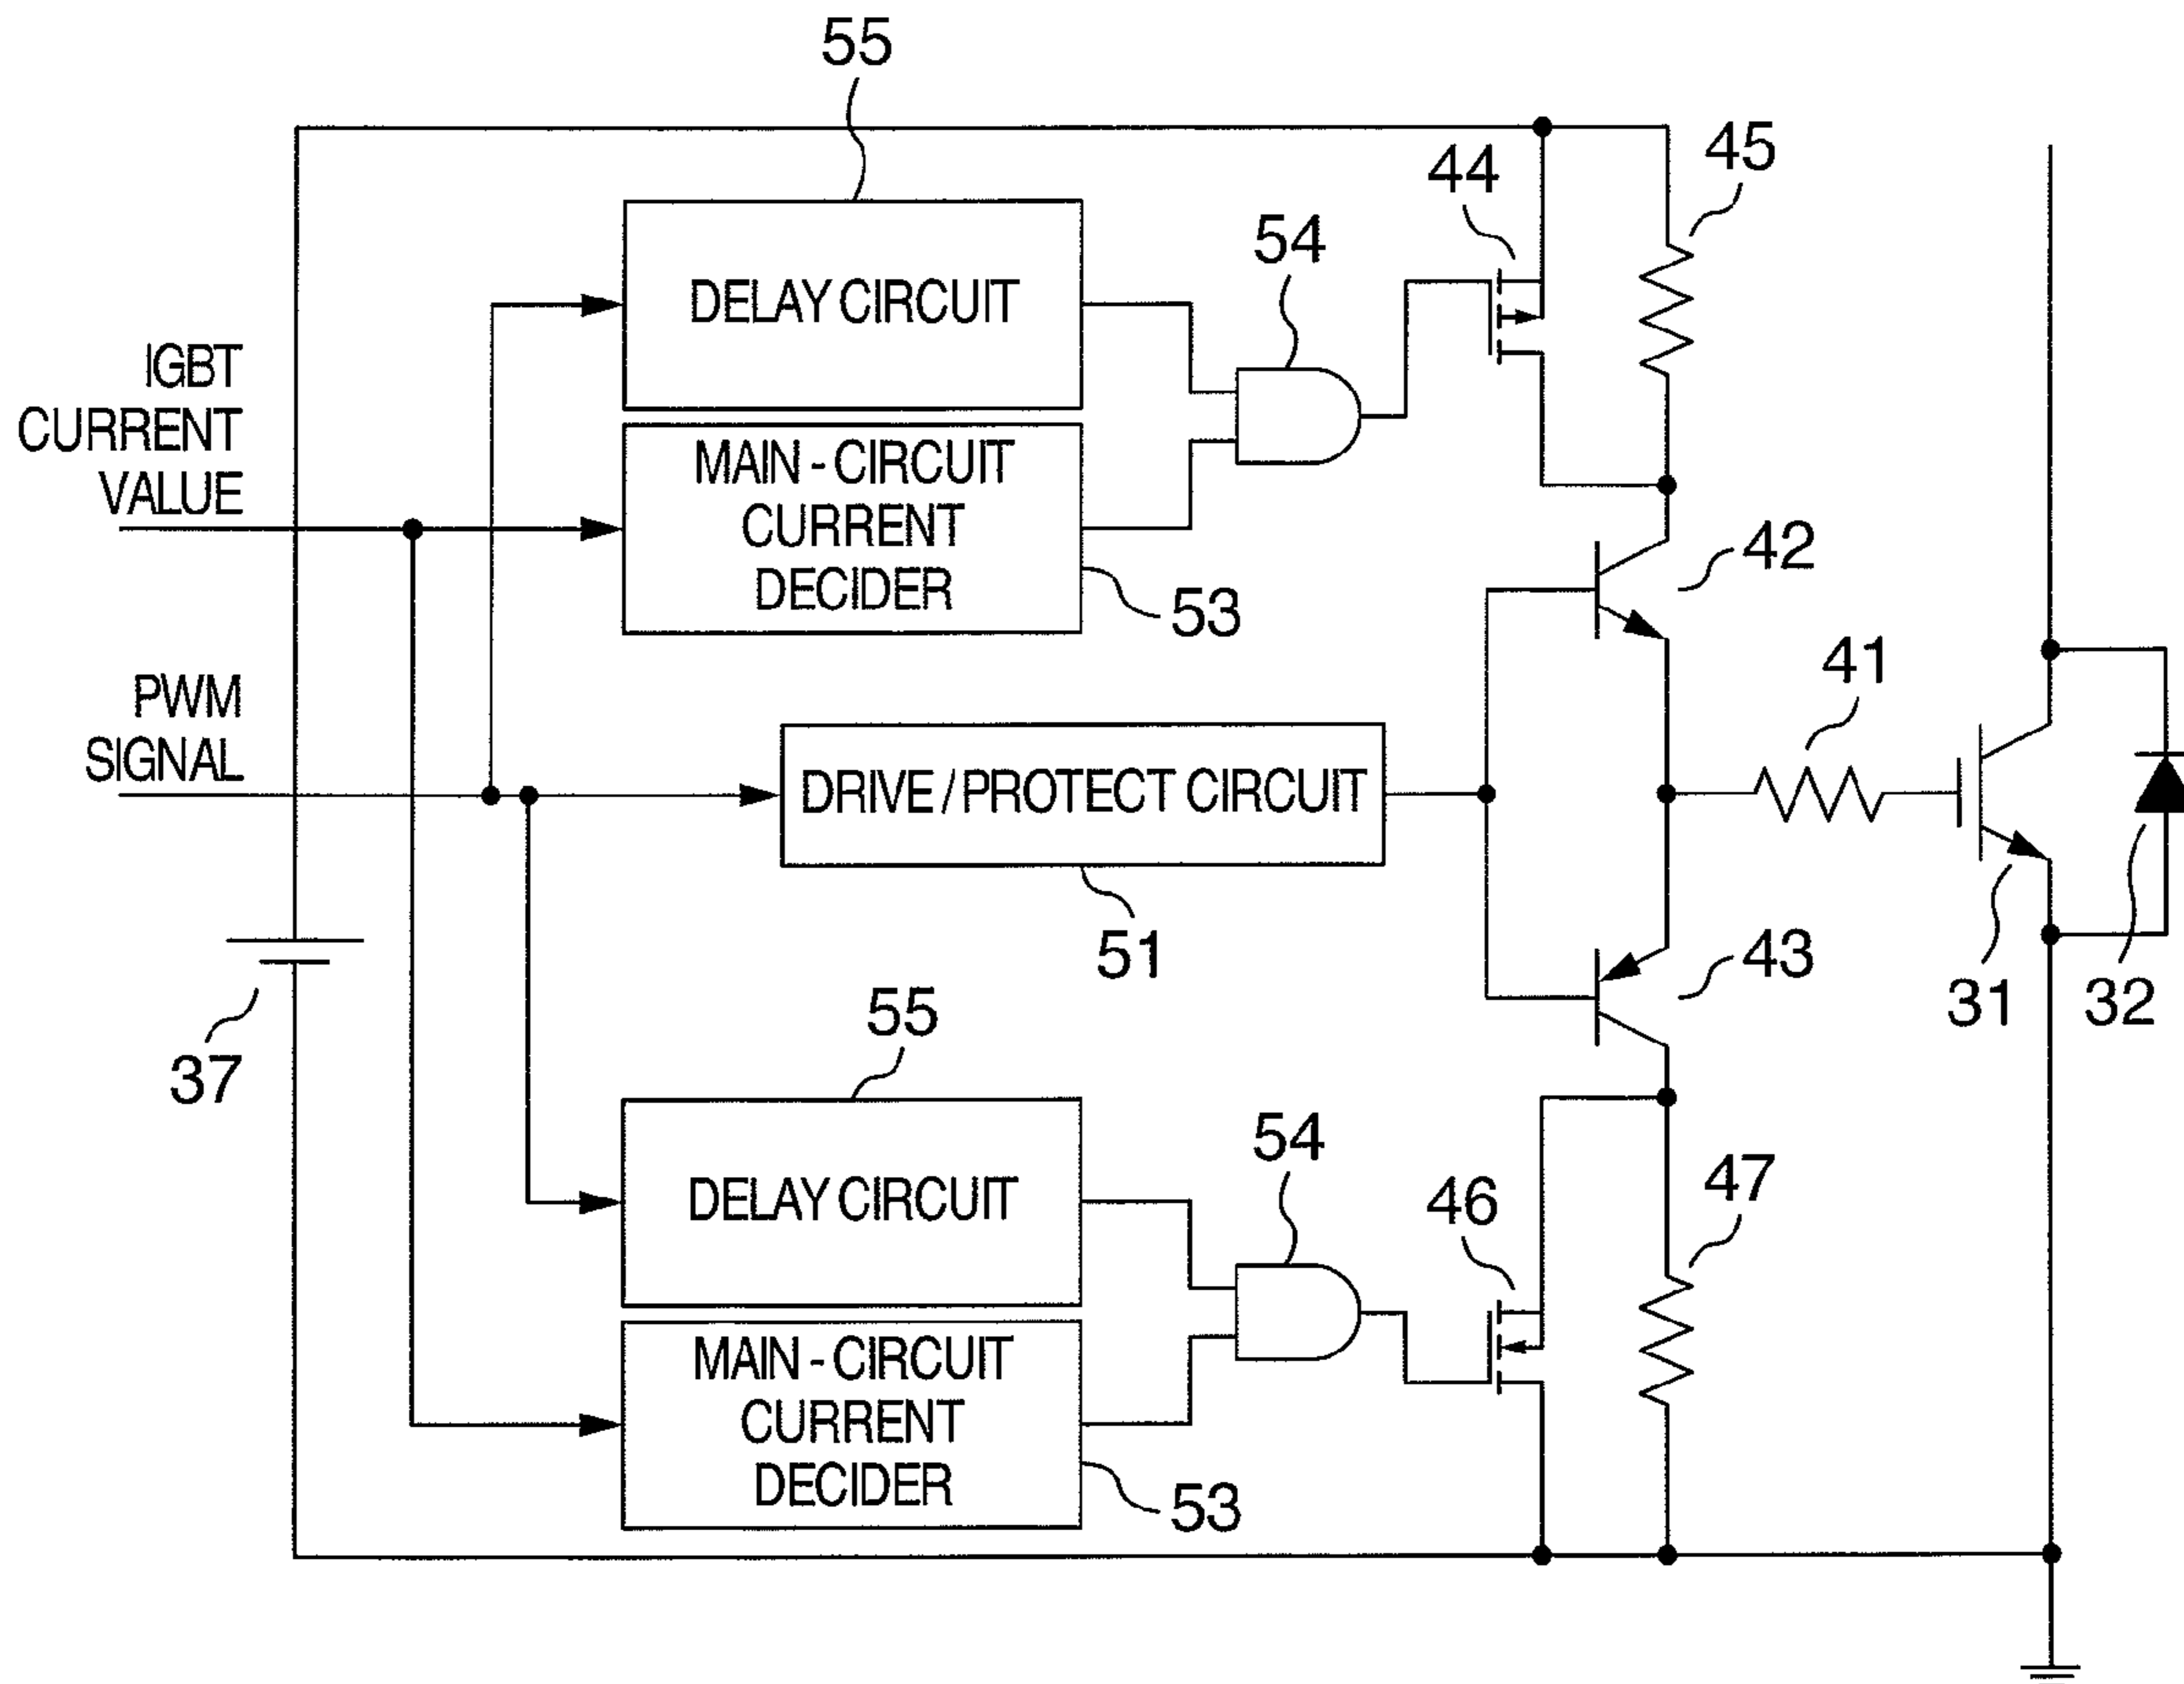 55
45
44
54
DELAY CIRCUIT
IGBT
CURRENT
VALUE
MAIN-CIRCUIT
CURRENT
DECIDER
53
42
41
PWM
SIGNAL
DRIVE/PROTECT CIRCUIT
51
43
31
32
37
55
54
46
47
DELAY CIRCUIT
MAIN-CIRCUIT
CURRENT
DECIDER
53